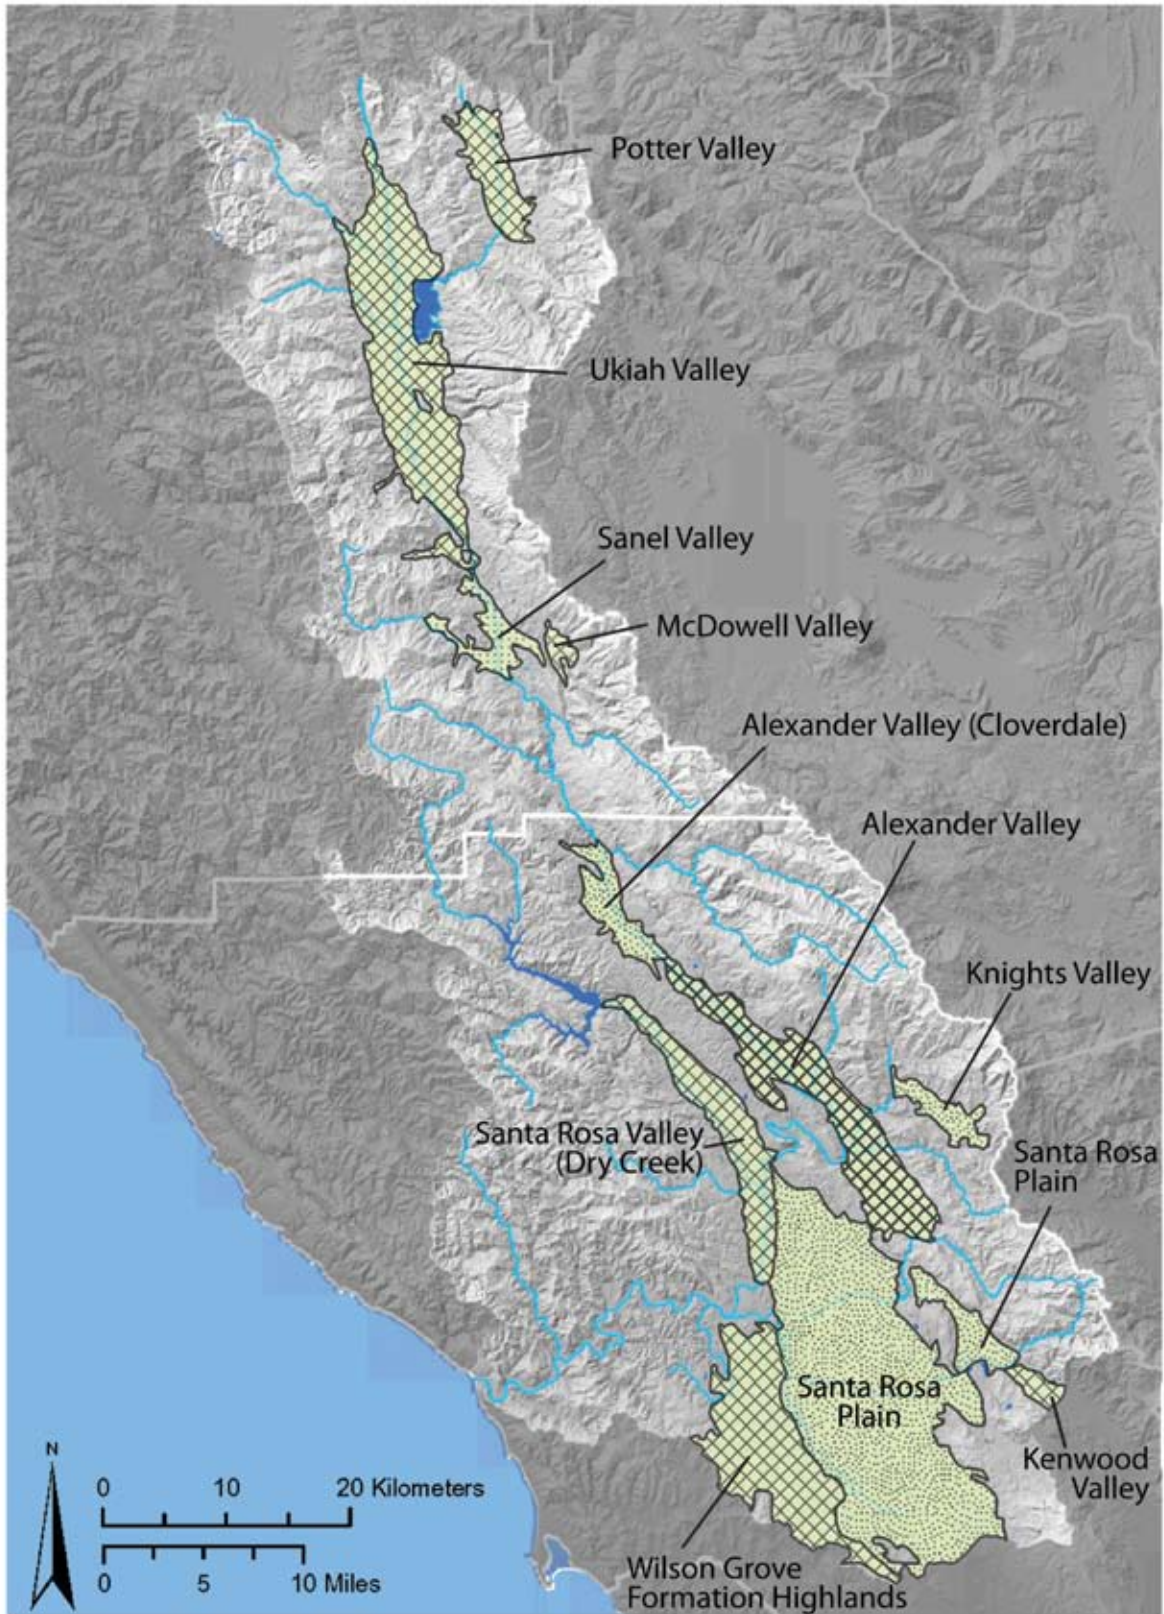 Potter Valley
Ukiah Valley
Sanel Valley
McDowell Valley
Alexander Valley (Cloverdale)
Alexander Valley
Knights Valley
Santa Rosa Valley
(Dry Creek)
Santa Rosa
Plain
Santa Rosa
Plain
Kenwood
Valley
Wilson Grove
Formation Highlands
N
0 10 20 Kilometers
0 5 10 Miles